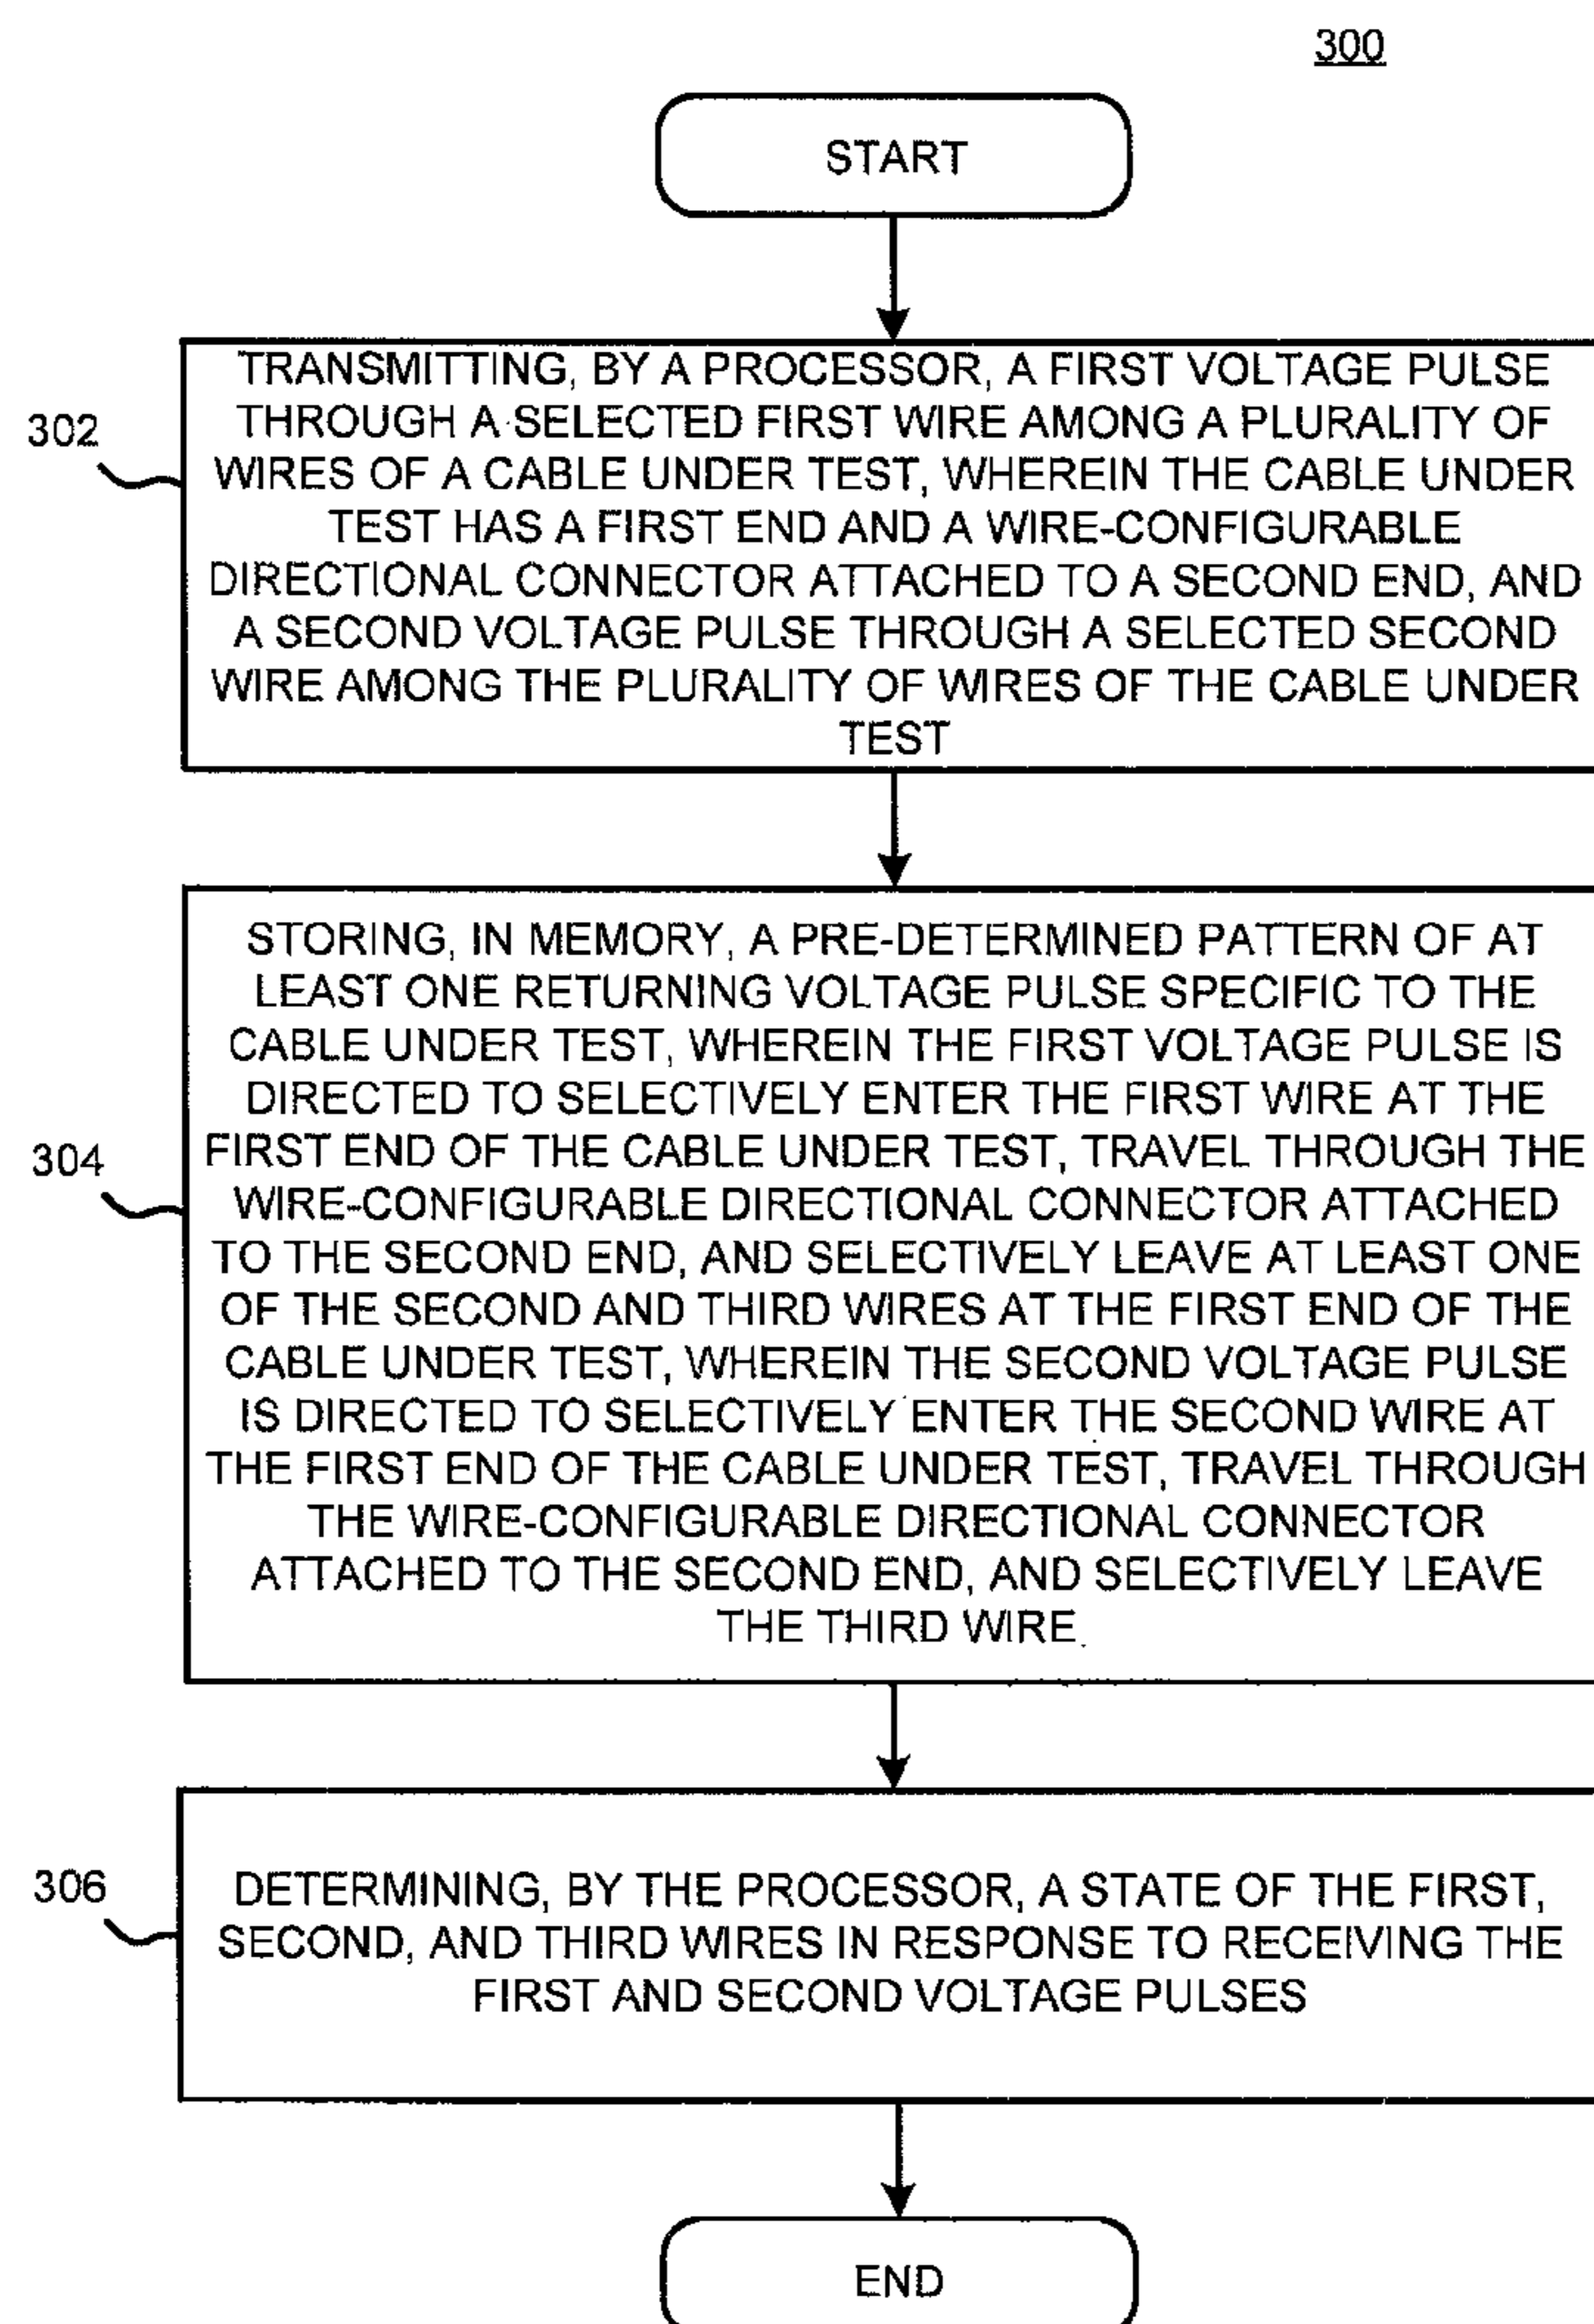 300
START
302
TRANSMITTING, BY A PROCESSOR, A FIRST VOLTAGE PULSE
THROUGH A SELECTED FIRST WIRE AMONG A PLURALITY OF
WIRES OF A CABLE UNDER TEST, WHEREIN THE CABLE UNDER
TEST HAS A FIRST END AND A WIRE-CONFIGURABLE
DIRECTIONAL CONNECTOR ATTACHED TO A SECOND END, AND
A SECOND VOLTAGE PULSE THROUGH A SELECTED SECOND
WIRE AMONG THE PLURALITY OF WIRES OF THE CABLE UNDER
TEST
304
STORING, IN MEMORY, A PRE-DETERMINED PATTERN OF AT
LEAST ONE RETURNING VOLTAGE PULSE SPECIFIC TO THE
CABLE UNDER TEST, WHEREIN THE FIRST VOLTAGE PULSE IS
DIRECTED TO SELECTIVELY ENTER THE FIRST WIRE AT THE
FIRST END OF THE CABLE UNDER TEST, TRAVEL THROUGH THE
WIRE-CONFIGURABLE DIRECTIONAL CONNECTOR ATTACHED
TO THE SECOND END, AND SELECTIVELY LEAVE AT LEAST ONE
OF THE SECOND AND THIRD WIRES AT THE FIRST END OF THE
CABLE UNDER TEST, WHEREIN THE SECOND VOLTAGE PULSE
IS DIRECTED TO SELECTIVELY ENTER THE SECOND WIRE AT
THE FIRST END OF THE CABLE UNDER TEST, TRAVEL THROUGH
THE WIRE-CONFIGURABLE DIRECTIONAL CONNECTOR
ATTACHED TO THE SECOND END, AND SELECTIVELY LEAVE
THE THIRD WIRE
306
DETERMINING, BY THE PROCESSOR, A STATE OF THE FIRST,
SECOND, AND THIRD WIRES IN RESPONSE TO RECEIVING THE
FIRST AND SECOND VOLTAGE PULSES
END